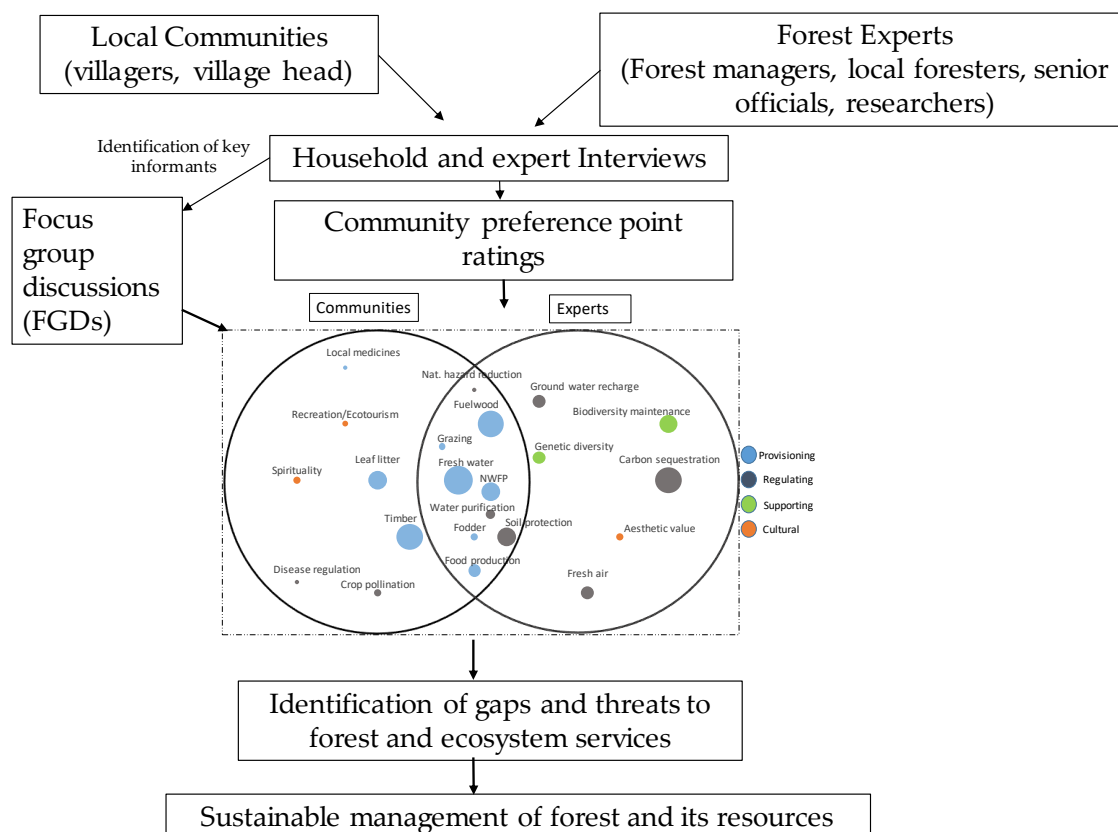 Local Communities
(villagers, village head)
Forest Experts
(Forest managers, local foresters, senior
officials, researchers)
Identification of key
informants
Household and expert Interviews
Focus
group
discussions
(FGDs)
Community preference point
ratings
Communities
Experts
Local medicines
Nat. hazard reduction
Ground water recharge
Fuelwood
Biodiversity maintenance
Recreation/Ecotourism
Grazing
Genetic diversity
Leaf litter
Fresh water
Carbon sequestration
Spirituality
NWFP
Water purification
Timber
Fodder
Soil protection
Aesthetic value
Food production
Disease regulation
Crop pollination
Fresh air
Provisioning
Regulating
Supporting
Cultural
Identification of gaps and threats to
forest and ecosystem services
Sustainable management of forest and its resources